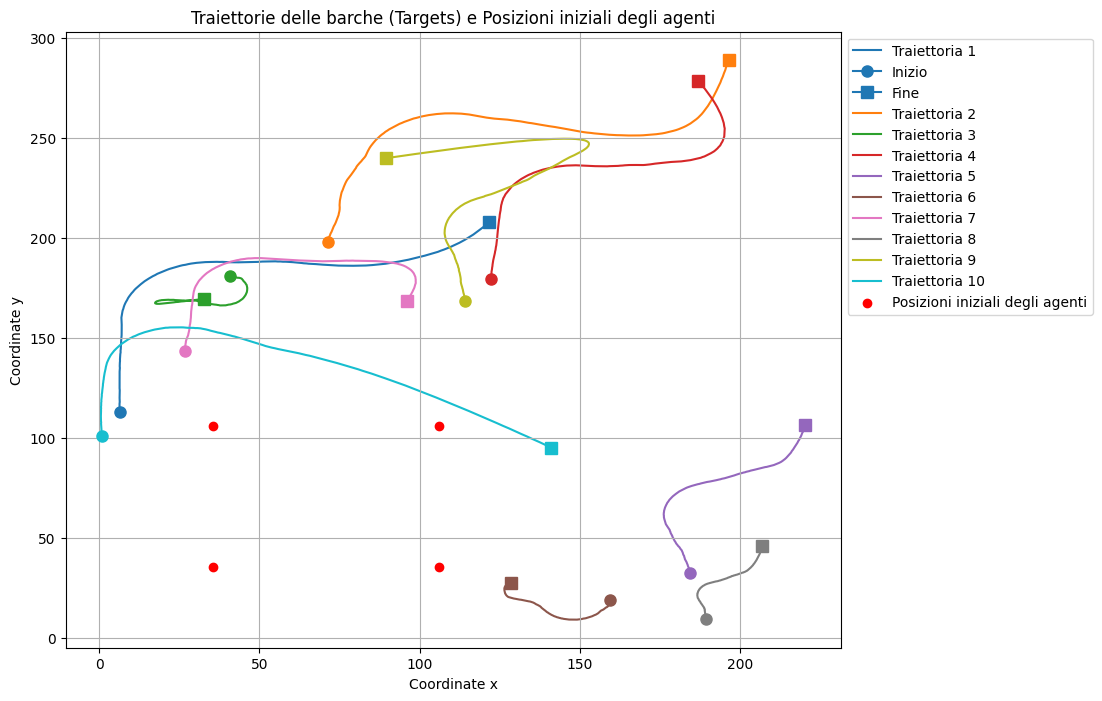 Traiettorie delle barche (Targets) e Posizioni iniziali degli agenti
300
250
200
150
100
50
0
Coordinate y
0 50 100 150 200
Coordinate x
Traiettoria 1
Inizio
Fine
Traiettoria 2
Traiettoria 3
Traiettoria 4
Traiettoria 5
Traiettoria 6
Traiettoria 7
Traiettoria 8
Traiettoria 9
Traiettoria 10
Posizioni iniziali degli agenti